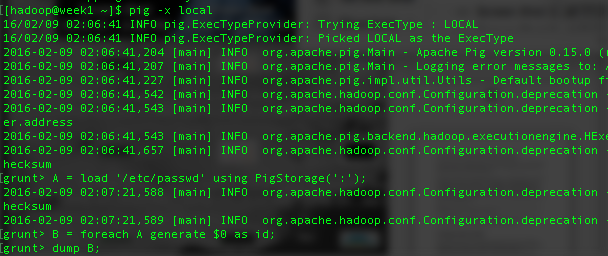 [[hadoop@week1 ~]$ pig -x local
16/02/09 02:06:41 INFO pig.ExecTypeProvider: Trying ExecType : LOCAL
16/02/09 02:06:41 INFO pig.ExecTypeProvider: Picked LOCAL as the ExecType
2016-02-09 02:06:41,204 [main] INFO  org.apache.pig.Main - Apache Pig version 0.15.0 (
2016-02-09 02:06:41,207 [main] INFO  org.apache.pig.Main - Logging error messages to: /
2016-02-09 02:06:41,227 [main] INFO  org.apache.pig.impl.util.Utils - Default bootup fi
2016-02-09 02:06:41,542 [main] INFO  org.apache.hadoop.conf.Configuration.deprecation -
2016-02-09 02:06:41,543 [main] INFO  org.apache.hadoop.conf.Configuration.deprecation -
er.address
2016-02-09 02:06:41,543 [main] INFO  org.apache.pig.backend.hadoop.executionengine.HExe
2016-02-09 02:06:41,657 [main] INFO  org.apache.hadoop.conf.Configuration.deprecation -
hecksum
[grunt> A = load '/etc/passwd' using PigStorage(':');
2016-02-09 02:07:21,588 [main] INFO  org.apache.hadoop.conf.Configuration.deprecation -
hecksum
2016-02-09 02:07:21,589 [main] INFO  org.apache.hadoop.conf.Configuration.deprecation -
[grunt> B = foreach A generate $0 as id;
[grunt> dump B;